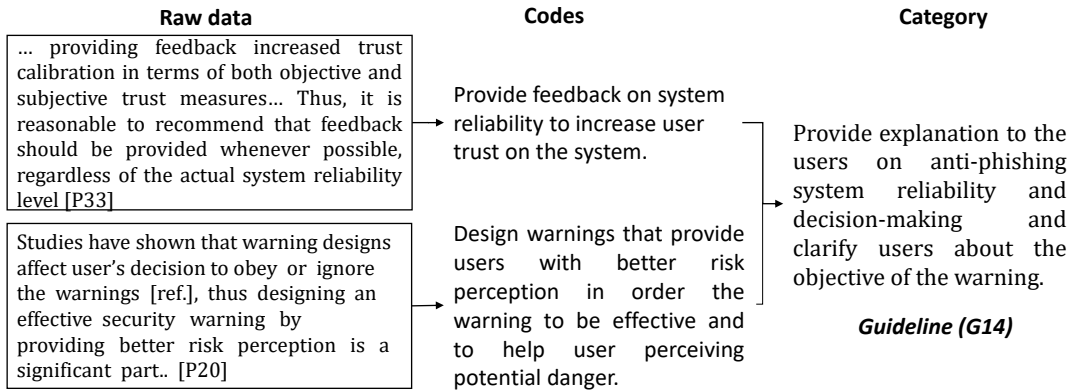 Raw data
Codes
Category
… providing feedback increased trust
calibration in terms of both objective and
subjective trust measures… Thus, it is
reasonable to recommend that feedback
should be provided whenever possible,
regardless of the actual system reliability
level [P33]
Provide feedback on system
reliability to increase user
trust on the system.
Studies have shown that warning designs
affect user's decision to obey or ignore
the warnings [ref.], thus designing an
effective security warning by
providing better risk perception is a
significant part.. [P20]
Design warnings that provide
users with better risk
perception in order the
warning to be effective and
to help user perceiving
potential danger.
Provide explanation to the
users on anti-phishing
system reliability and
decision-making and
clarify users about the
objective of the warning.
Guideline (G14)